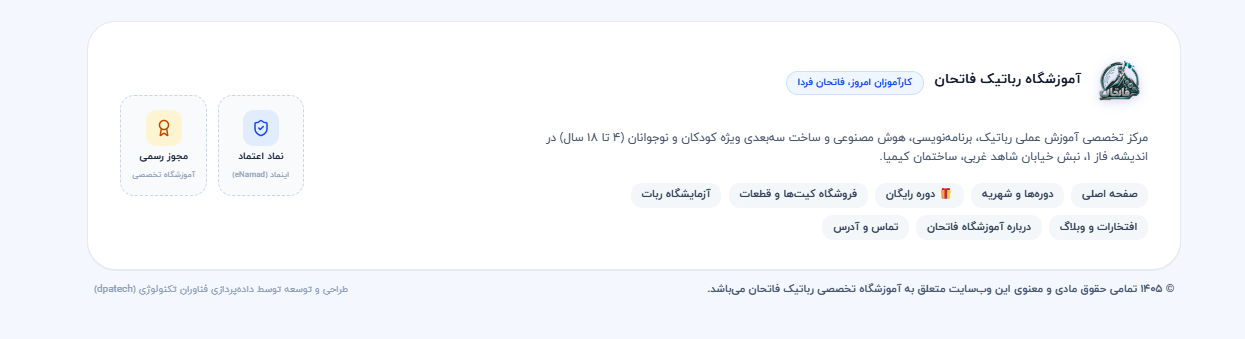 فاتحان
آموزشگاه رباتیک فاتحان
کارآموزان امروز، فاتحان فردا
مرکز تخصصی آموزش عملی رباتیک، برنامه‌نویسی، هوش مصنوعی و ساخت سه‌بعدی ویژه کودکان و نوجوانان (۴ تا ۱۸ سال) در
اندیشه، فاز ۱، نبش خیابان شاهد غربی، ساختمان کیمیا.
صفحه اصلی
دوره‌ها و شهریه
🎁 دوره رایگان
فروشگاه کیت‌ها و قطعات
آزمایشگاه ربات
افتخارات و وبلاگ
درباره آموزشگاه فاتحان
تماس و آدرس
نماد اعتماد
اینماد (eNamad)
مجوز رسمی
آموزشگاه تخصصی
© ۱۴۰۵ تمامی حقوق مادی و معنوی این وب‌سایت متعلق به آموزشگاه تخصصی رباتیک فاتحان می‌باشد.
طراحی و توسعه توسط داده‌پردازی فناوران تکنولوژی (dpatech)